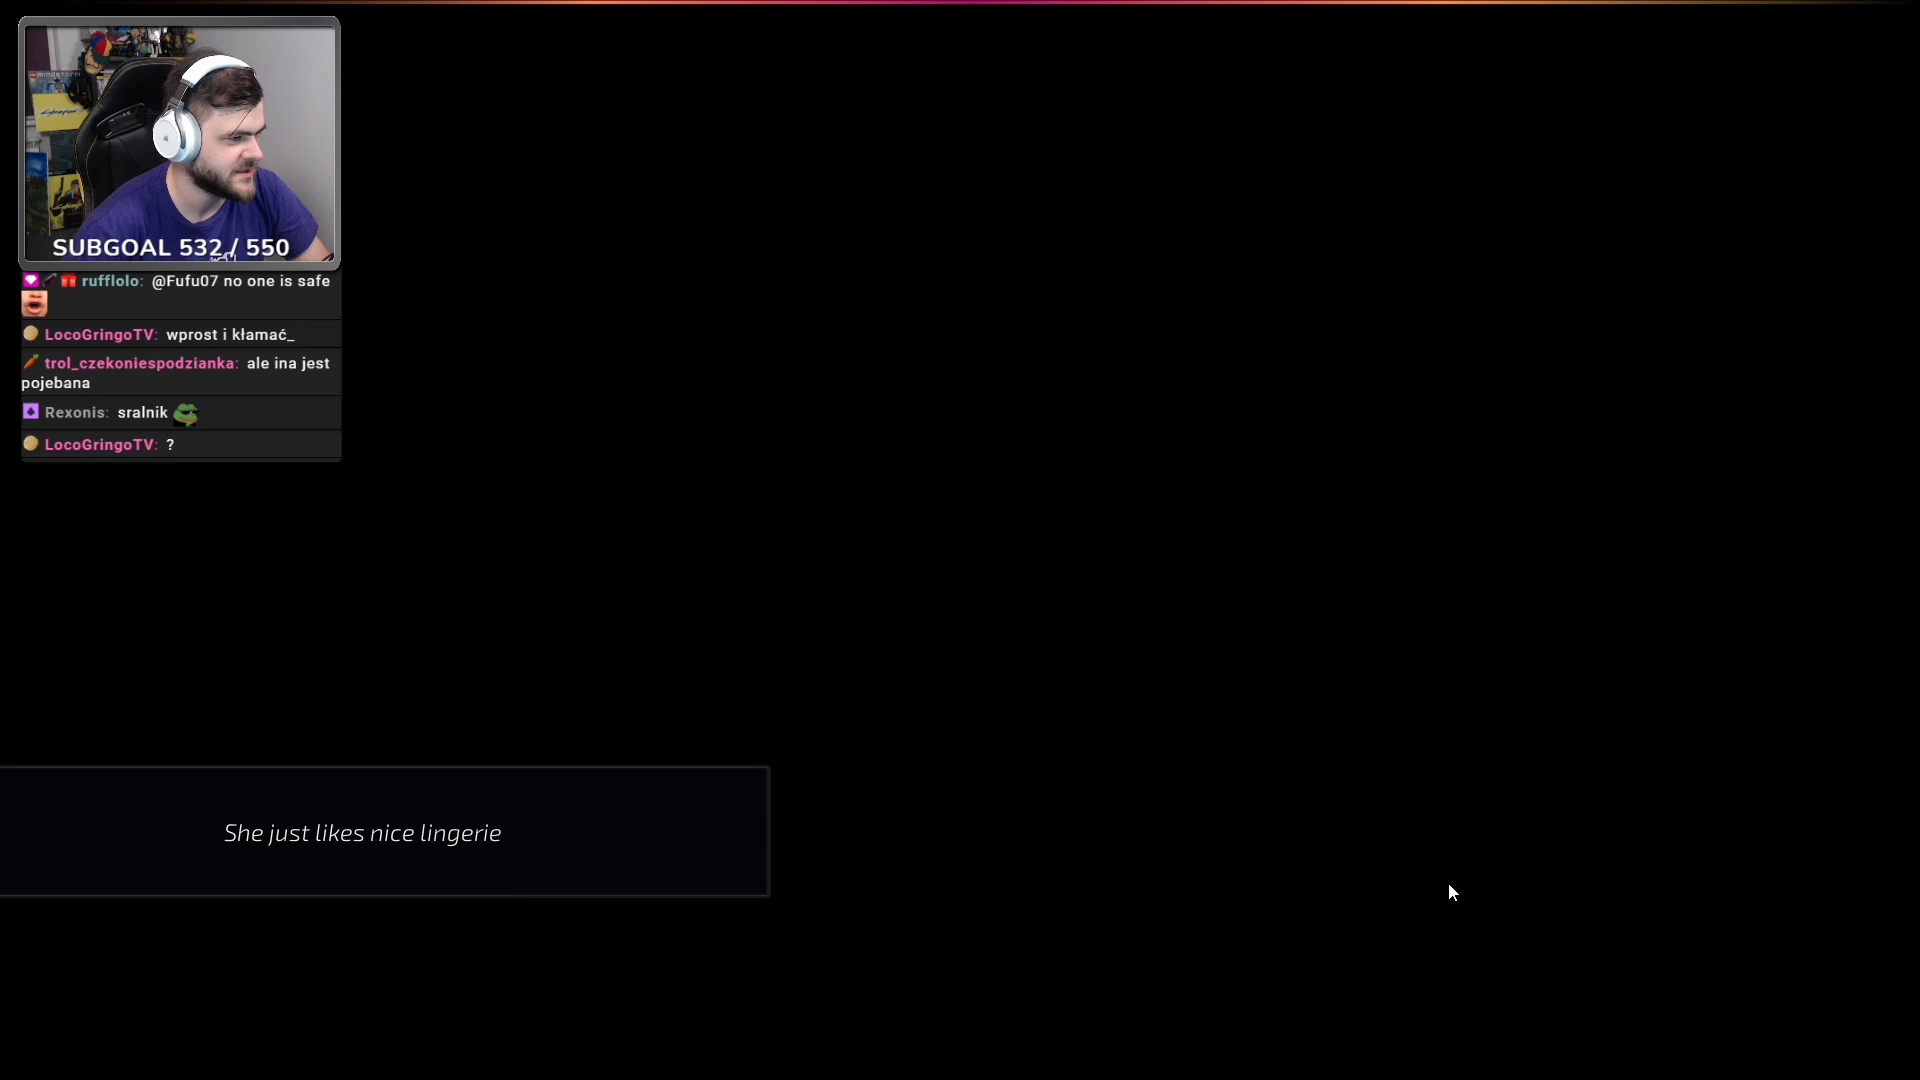 SUBGOAL 532 / 550
rufflolo: @Fufu07 no one is safe
LocoGringoTV: wprost i kłamać_
trol_czekoniespodzianka: ale ina jest
pojebana
Rexonis: sralnik
LocoGringoTV: ?
She just likes nice lingerie